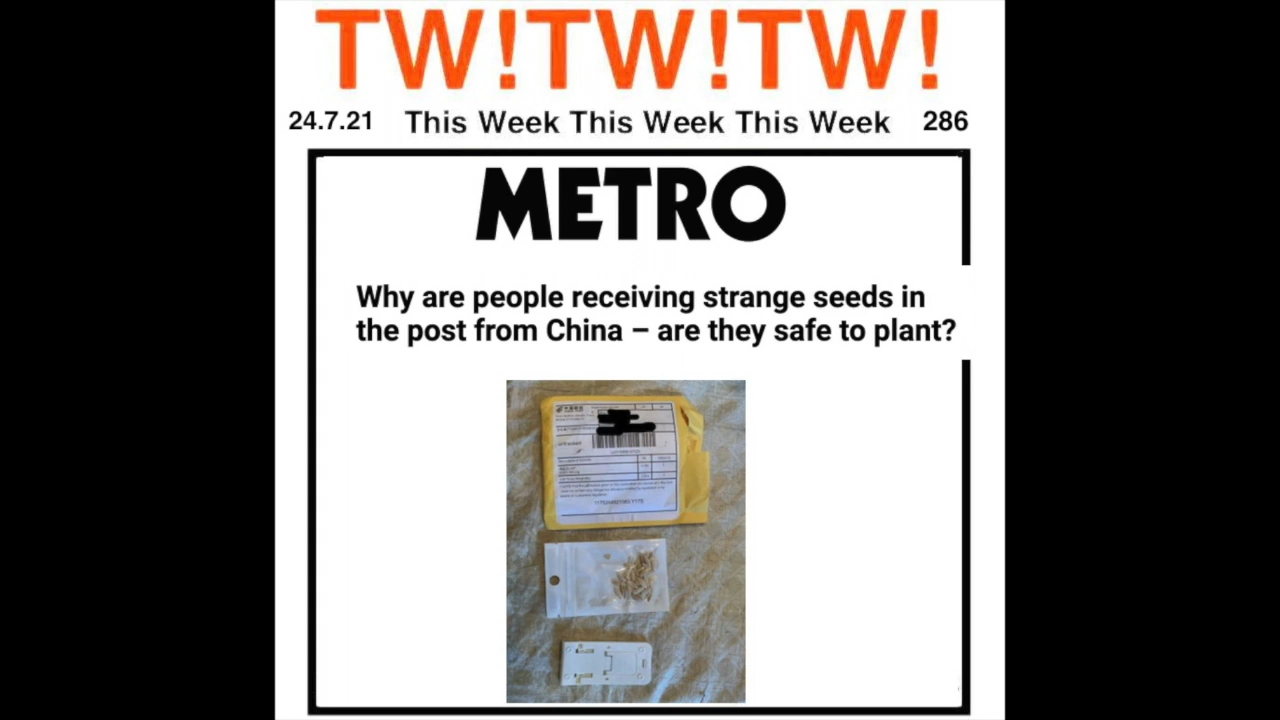 TW!TW!TW!
24.7.21 This Week This Week This Week 286
METRO
Why are people receiving strange seeds in
the post from China – are they safe to plant?